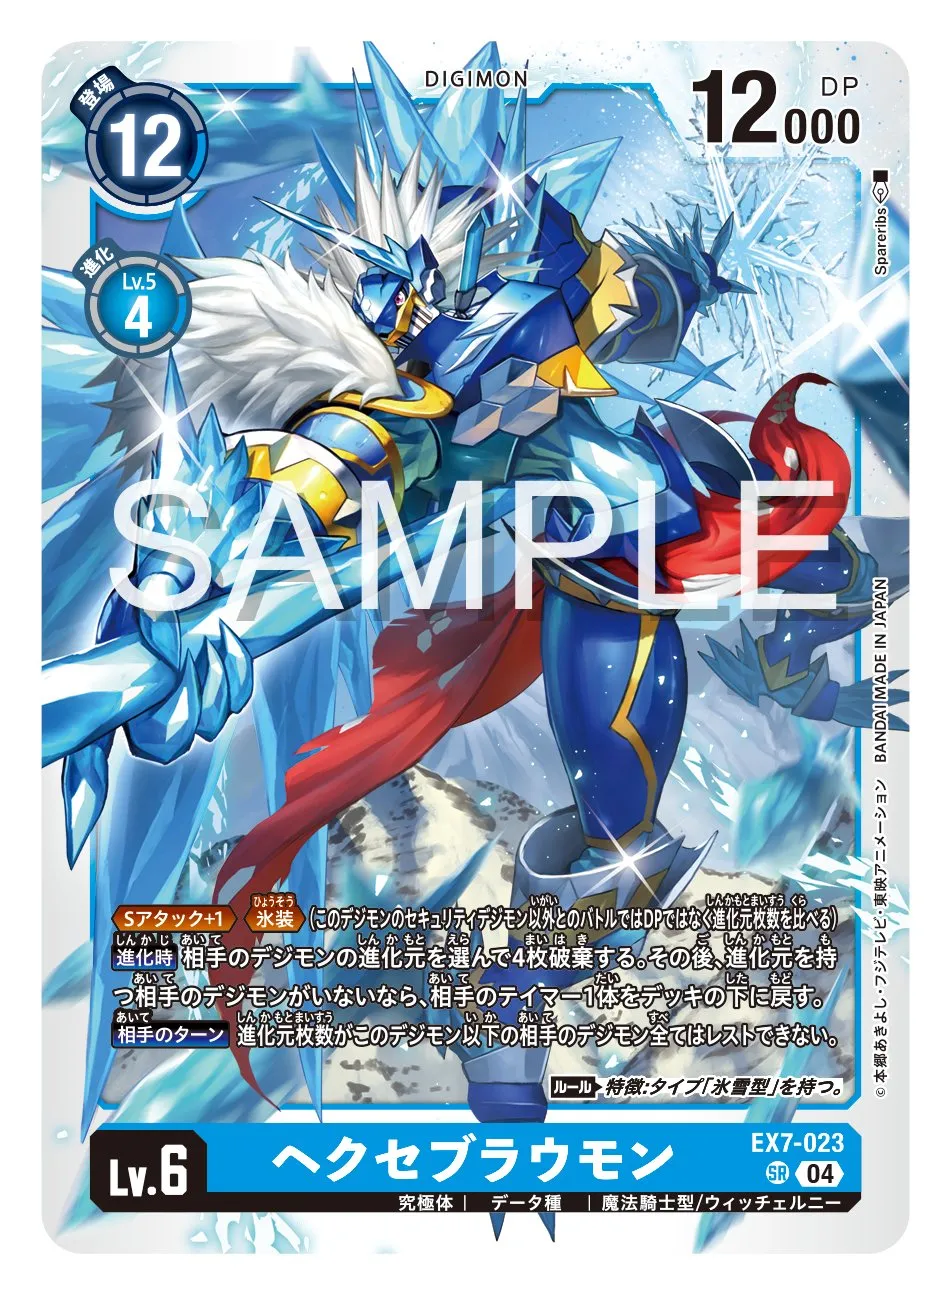 DIGIMON
登場
12
12000
DP
進化
Lv.5
4
Spareribs
SAMPLE
BANDAI MADE IN JAPAN
©本郷あきよし・フジテレビ・東映アニメーション
Sアタック+1 氷装 (このデジモンのセキュリティデジモン以外とのバトルではDPではなく進化元枚数を比べる)
進化時 相手のデジモンの進化元を選んで4枚破棄する。その後、進化元を持
つ相手のデジモンがいないなら、相手のテイマー1体をデッキの下に戻す。
相手のターン 進化元枚数がこのデジモン以下の相手のデジモン全てはレストできない。
ルール 特徴:タイプ「氷雪型」を持つ。
Lv.6
ヘクセブラウモン
EX7-023
SR 04
究極体 | データ種 | 魔法騎士型/ウィッチェルニー